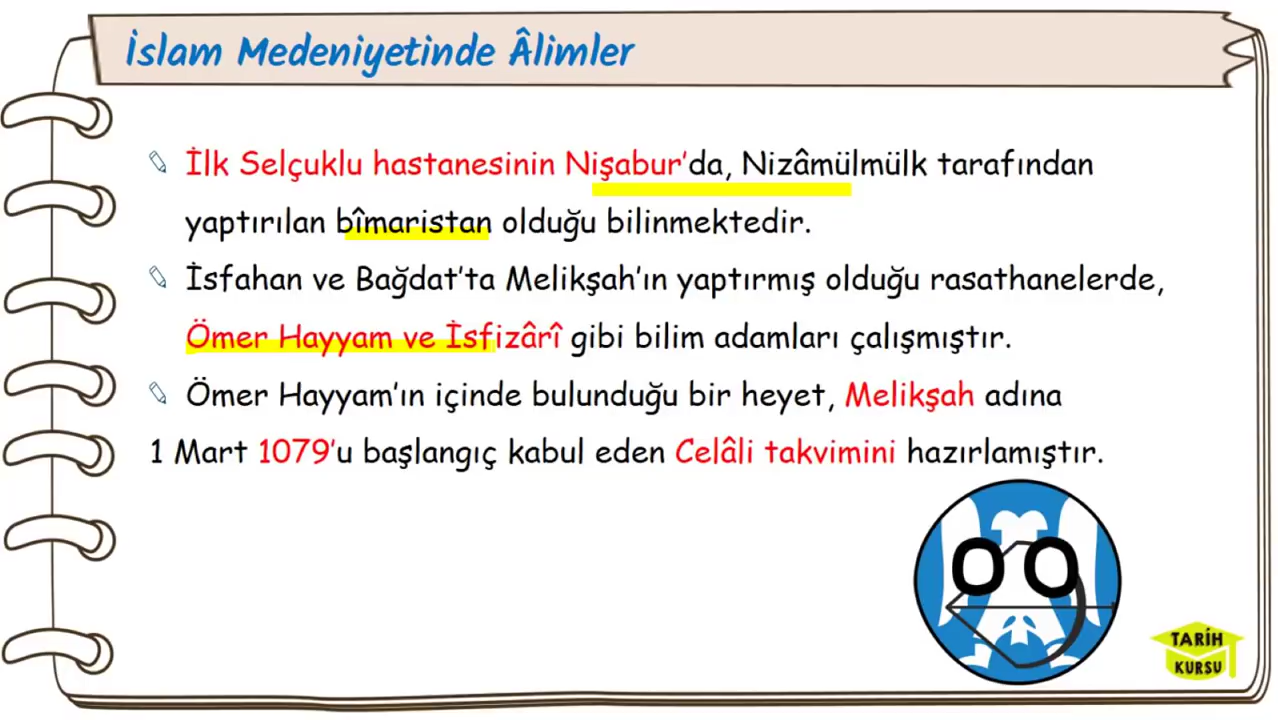 İslam Medeniyetinde Âlimler
İlk Selçuklu hastanesinin Nişabur'da, Nizâmülmülk tarafından
yaptırılan bîmaristan olduğu bilinmektedir.
İsfahan ve Bağdat'ta Melikşah'ın yaptırmış olduğu rasathanelerde,
Ömer Hayyam ve İsfizârî gibi bilim adamları çalışmıştır.
Ömer Hayyam'ın içinde bulunduğu bir heyet, Melikşah adına
1 Mart 1079'u başlangıç kabul eden Celâli takvimini hazırlamıştır.
TARİH
KURSU